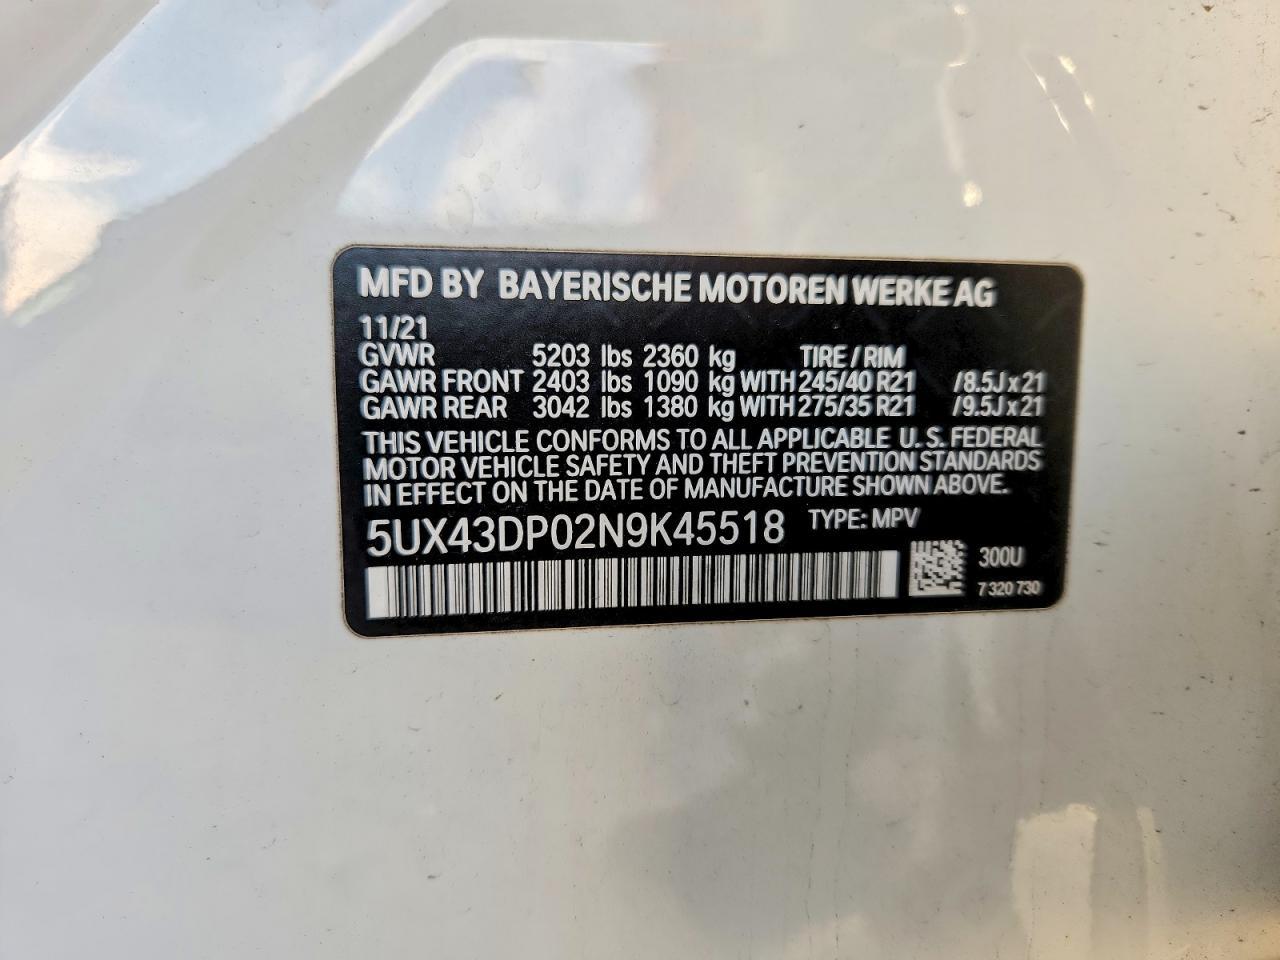 MFD BY BAYERISCHE MOTOREN WERKE AG
11/21
GVWR 5203 lbs 2360 kg TIRE / RIM
GAWR FRONT 2403 lbs 1090 kg WITH 245/40 R21 /8.5J x 21
GAWR REAR 3042 lbs 1380 kg WITH 275/35 R21 /9.5J x 21
THIS VEHICLE CONFORMS TO ALL APPLICABLE U. S. FEDERAL
MOTOR VEHICLE SAFETY AND THEFT PREVENTION STANDARDS
IN EFFECT ON THE DATE OF MANUFACTURE SHOWN ABOVE.
5UX43DP02N9K45518 TYPE: MPV
300U
7 320 730